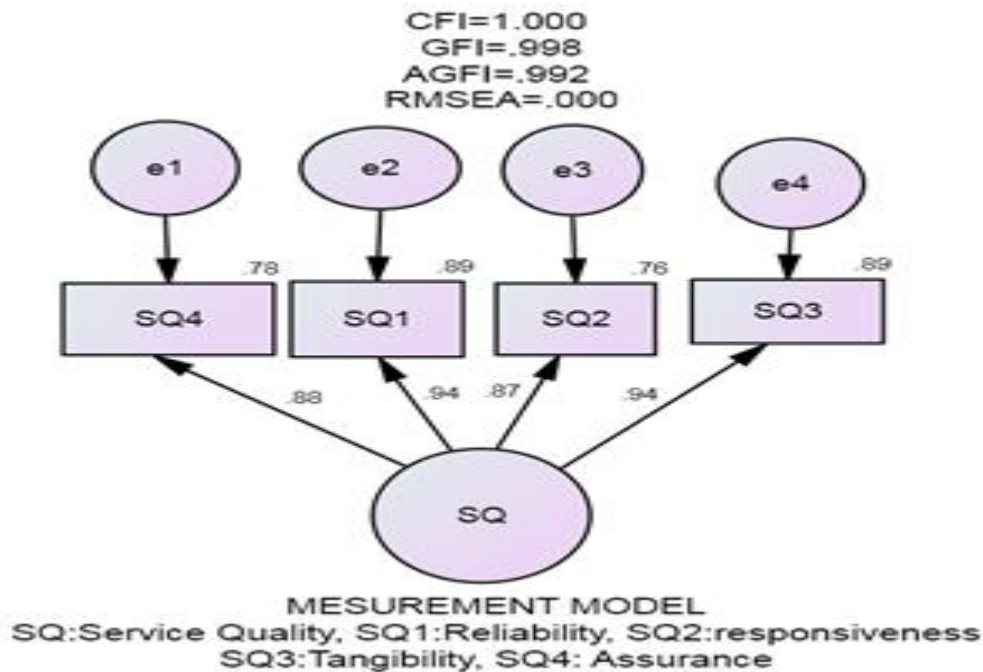 CFI=1.000
GFI=.998
AGFI=.992
RMSEA=.000
e1 e2 e3 e4
.78 .89 .76 .89
SQ4 SQ1 SQ2 SQ3
.88 .94 .87 .94
SQ
MESUREMENT MODEL
SQ:Service Quality, SQ1:Reliability, SQ2:responsiveness
SQ3:Tangibility, SQ4: Assurance